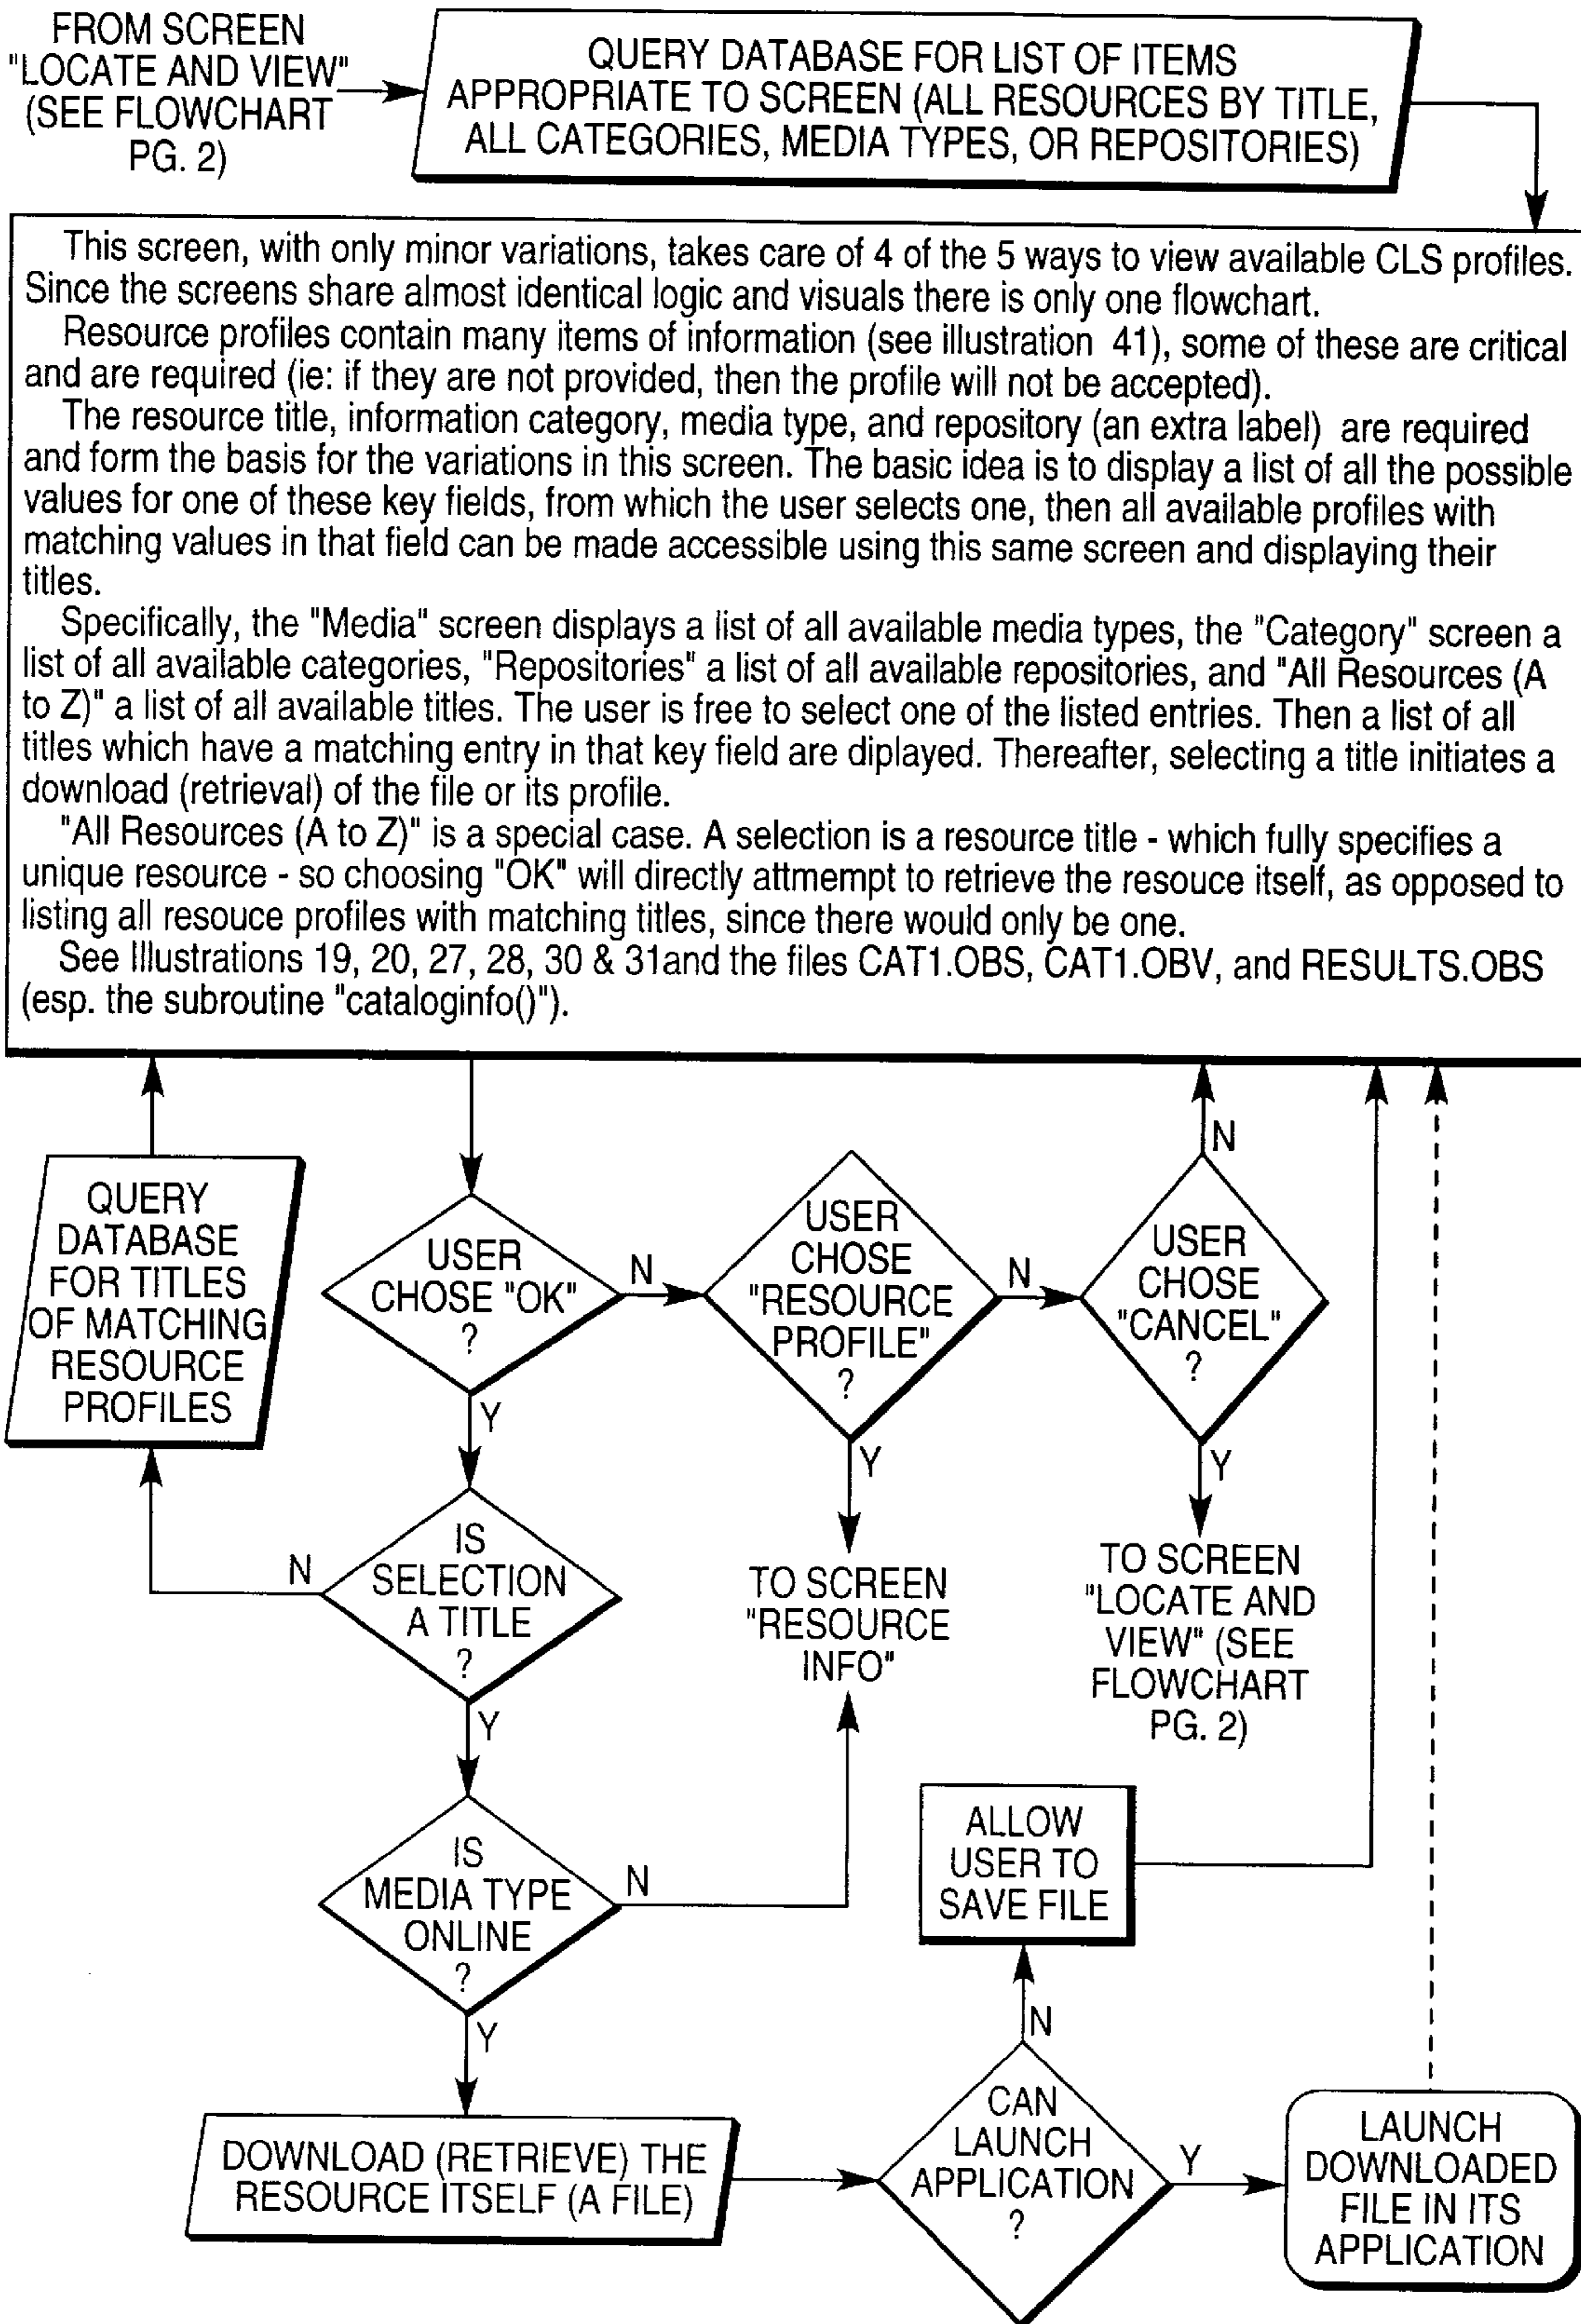 FROM SCREEN
"LOCATE AND VIEW"
(SEE FLOWCHART
PG. 2)
QUERY DATABASE FOR LIST OF ITEMS
APPROPRIATE TO SCREEN (ALL RESOURCES BY TITLE,
ALL CATEGORIES, MEDIA TYPES, OR REPOSITORIES)
This screen, with only minor variations, takes care of 4 of the 5 ways to view available CLS profiles.
Since the screens share almost identical logic and visuals there is only one flowchart.
Resource profiles contain many items of information (see illustration 41), some of these are critical
and are required (ie: if they are not provided, then the profile will not be accepted).
The resource title, information category, media type, and repository (an extra label) are required
and form the basis for the variations in this screen. The basic idea is to display a list of all the possible
values for one of these key fields, from which the user selects one, then all available profiles with
matching values in that field can be made accessible using this same screen and displaying their
titles.
Specifically, the "Media" screen displays a list of all available media types, the "Category" screen a
list of all available categories, "Repositories" a list of all available repositories, and "All Resources (A
to Z)" a list of all available titles. The user is free to select one of the listed entries. Then a list of all
titles which have a matching entry in that key field are diplayed. Thereafter, selecting a title initiates a
download (retrieval) of the file or its profile.
"All Resources (A to Z)" is a special case. A selection is a resource title - which fully specifies a
unique resource - so choosing "OK" will directly attmempt to retrieve the resouce itself, as opposed to
listing all resouce profiles with matching titles, since there would only be one.
See Illustrations 19, 20, 27, 28, 30 & 31and the files CAT1.OBS, CAT1.OBV, and RESULTS.OBS
(esp. the subroutine "cataloginfo()").
QUERY
DATABASE
FOR TITLES
OF MATCHING
RESOURCE
PROFILES
USER
CHOSE "OK"
?
N
USER
CHOSE
"RESOURCE
PROFILE"
?
N
USER
CHOSE
"CANCEL"
?
N
Y
Y
Y
IS
SELECTION
A TITLE
?
N
TO SCREEN
"RESOURCE
INFO"
TO SCREEN
"LOCATE AND
VIEW" (SEE
FLOWCHART
PG. 2)
Y
IS
MEDIA TYPE
ONLINE
?
N
ALLOW
USER TO
SAVE FILE
Y
N
DOWNLOAD (RETRIEVE) THE
RESOURCE ITSELF (A FILE)
CAN
LAUNCH
APPLICATION
?
Y
LAUNCH
DOWNLOADED
FILE IN ITS
APPLICATION